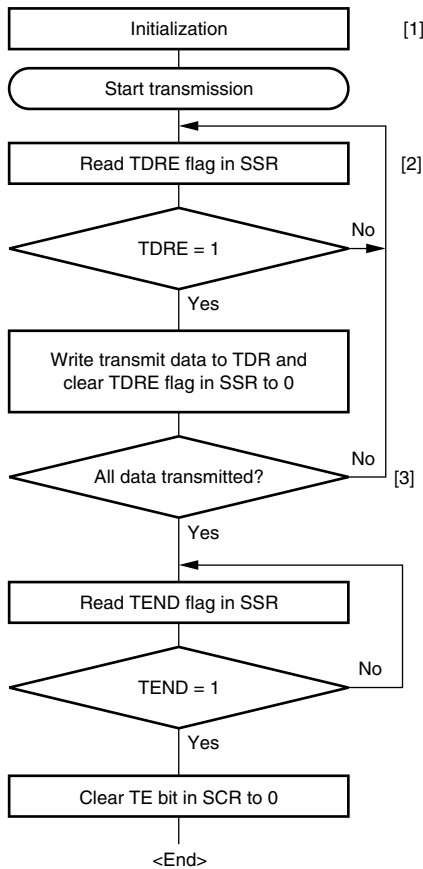 Initialization [1]
Start transmission
Read TDRE flag in SSR [2]
No
TDRE = 1
Yes
Write transmit data to TDR and
clear TDRE flag in SSR to 0
No
All data transmitted? [3]
Yes
Read TEND flag in SSR
No
TEND = 1
Yes
Clear TE bit in SCR to 0
<End>